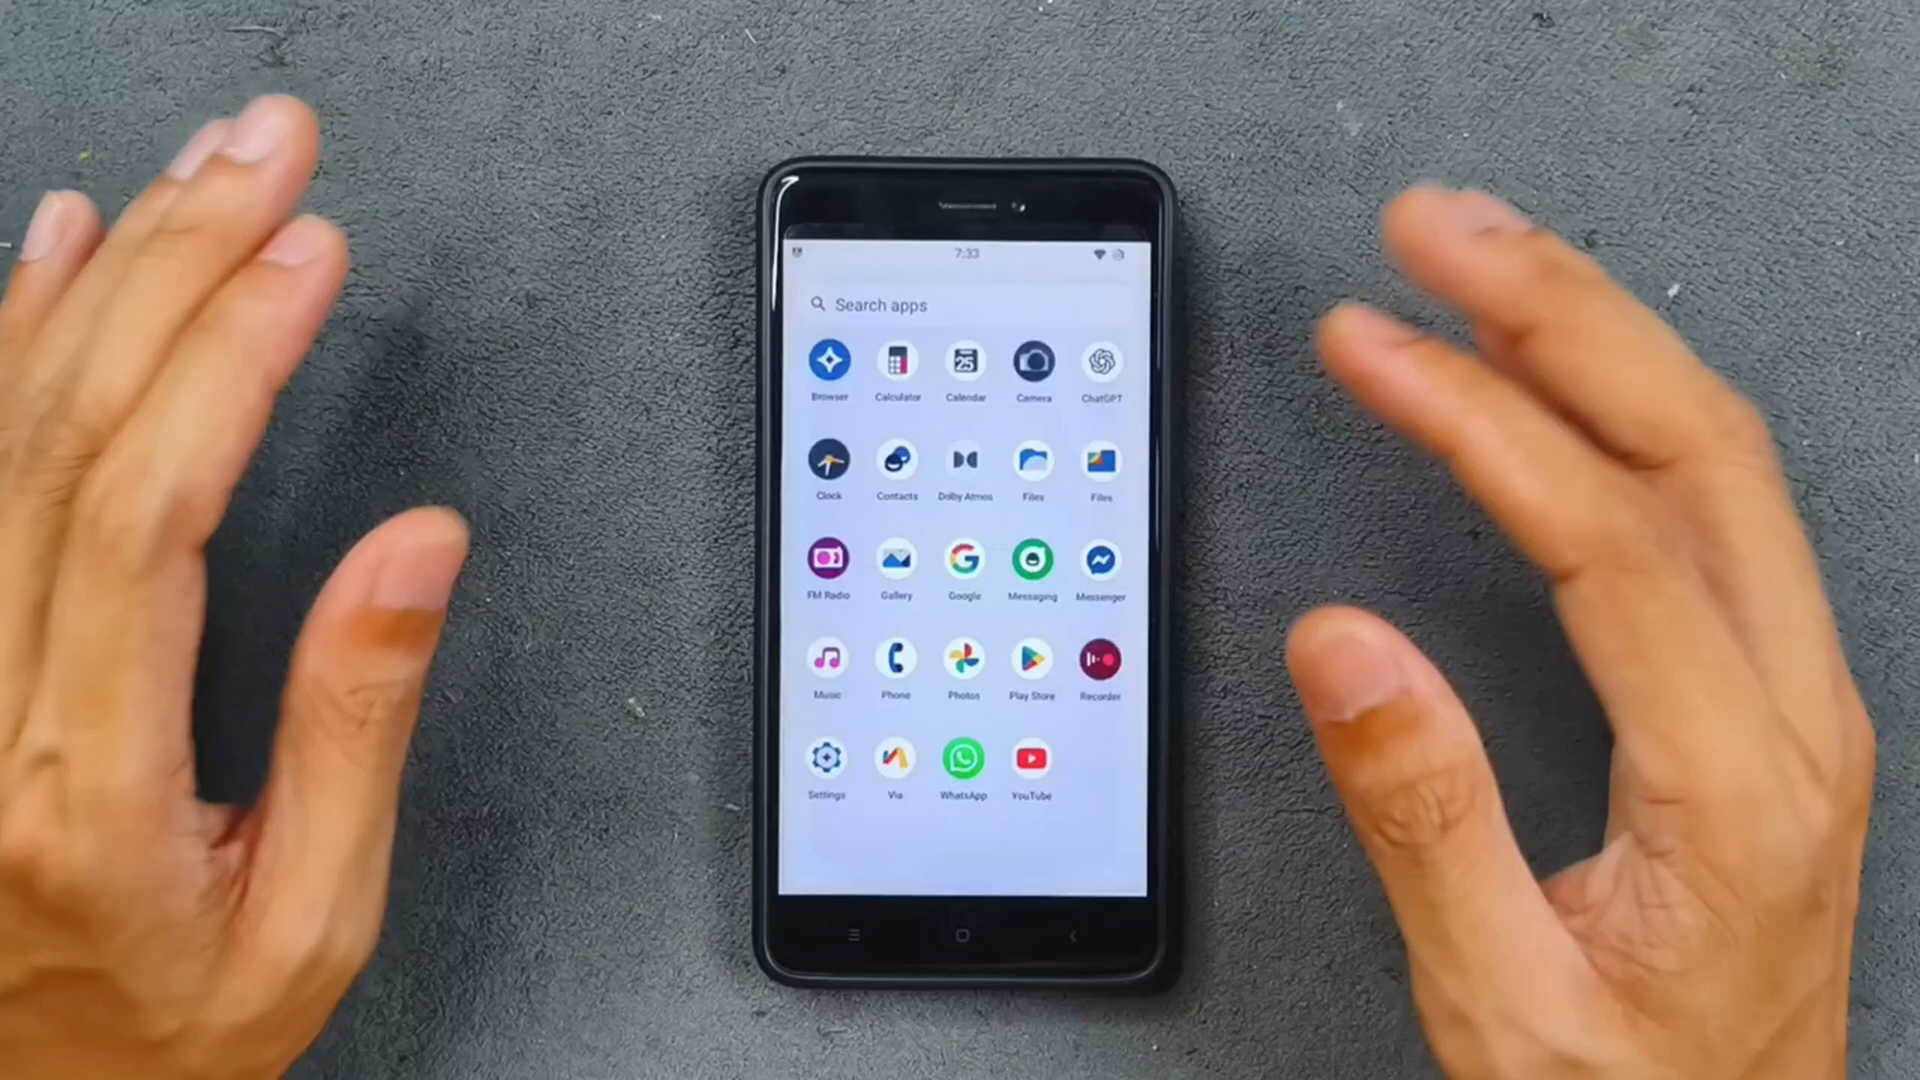 7:33
Search apps
Browser Calculator Calendar Camera ChatGPT
25
Clock Contacts Dolby Atmos Files Files
FM Radio Gallery Google Messaging Messenger
Music Phone Photos Play Store Recorder
Settings Via WhatsApp YouTube